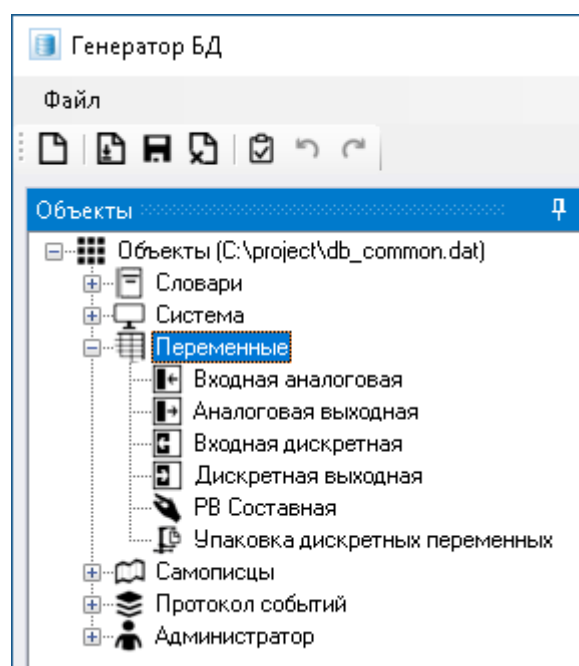 Генератор БД
Файл
Объекты
Объекты (C:\project\db_common.dat)
Словари
Система
Переменные
Входная аналоговая
Аналоговая выходная
Входная дискретная
Дискретная выходная
РВ Составная
Упаковка дискретных переменных
Самописцы
Протокол событий
Администратор